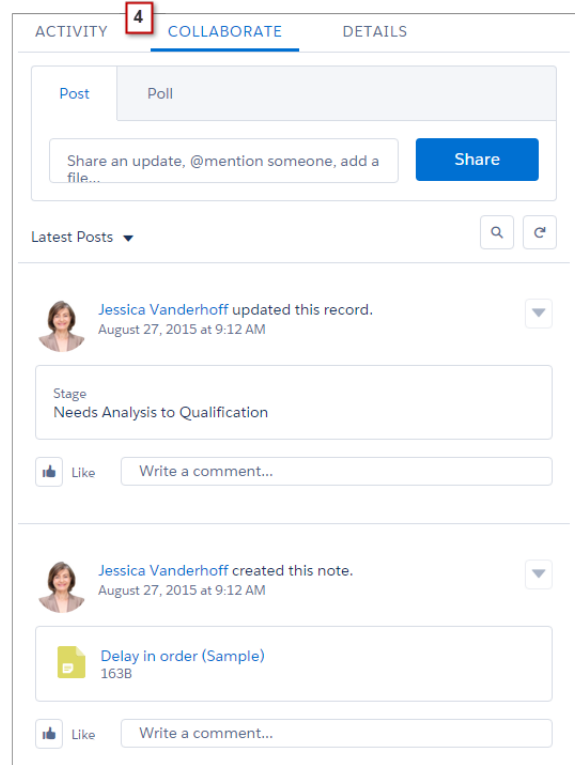 ACTIVITY 4 COLLABORATE DETAILS
Post Poll
Share an update, @mention someone, add a
file...
Share
Latest Posts
Jessica Vanderhoff updated this record.
August 27, 2015 at 9:12 AM
Stage
Needs Analysis to Qualification
Like Write a comment...
Jessica Vanderhoff created this note.
August 27, 2015 at 9:12 AM
Delay in order (Sample)
163B
Like Write a comment...